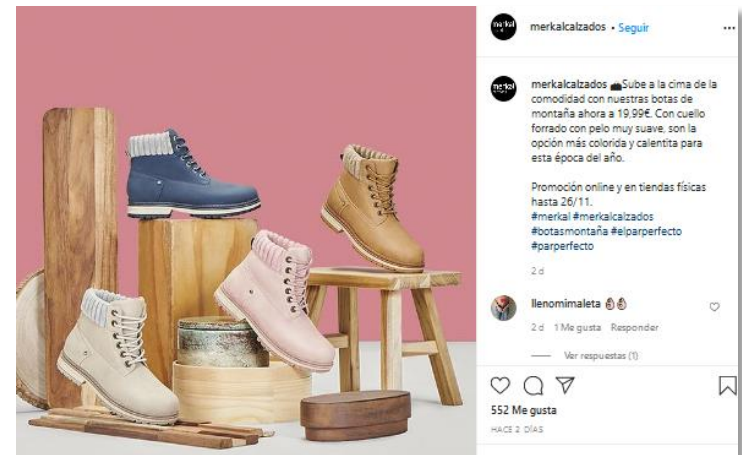 merkalcalzados • Seguir
merkalcalzados Sube a la cima de la
comodidad con nuestras botas de
montaña ahora a 19,99€. Con cuello
forrado con pelo muy suave, son la
opción más colorida y calentita para
esta época del año.
Promoción online y en tiendas físicas
hasta 26/11.
#merkal #merkalcalzados
#botasmontaña #elparperfecto
#parperfecto
2 d
llenomimaleta
2 d 1 Me gusta Responder
Ver respuestas (1)
552 Me gusta
HACE 2 DÍAS